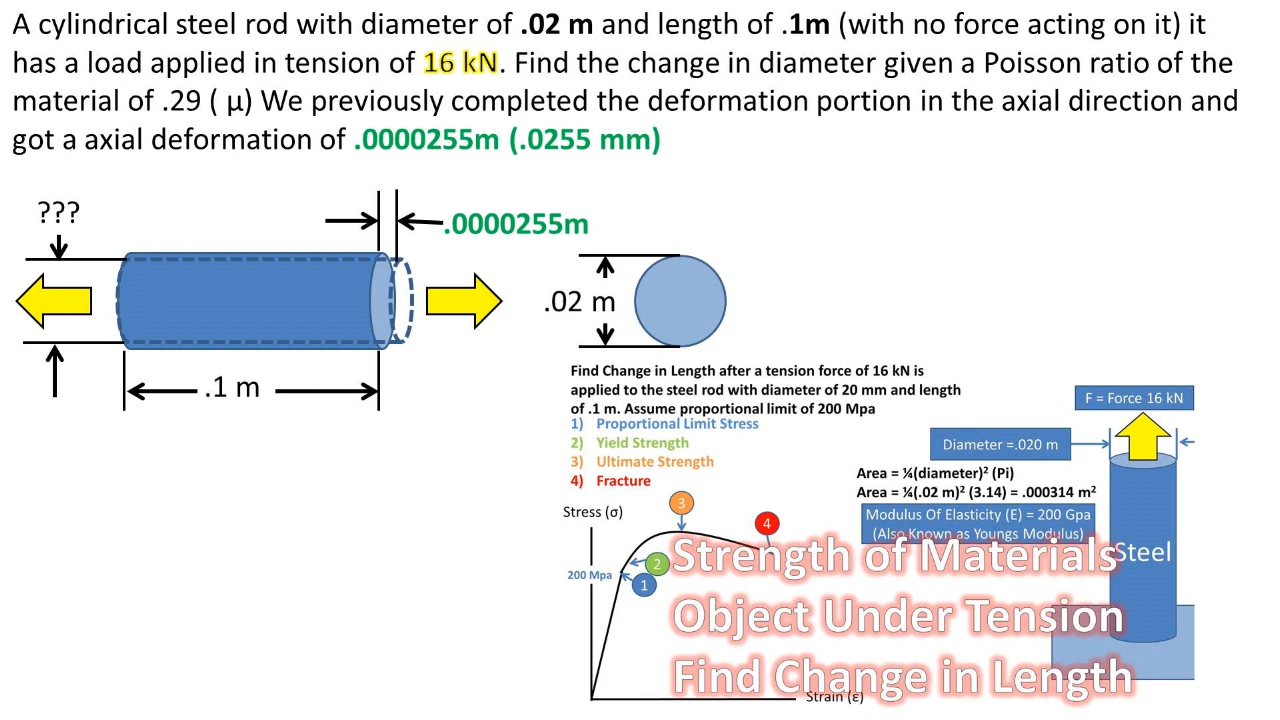 A cylindrical steel rod with diameter of .02 m and length of .1m (with no force acting on it) it
has a load applied in tension of 16 kN. Find the change in diameter given a Poisson ratio of the
material of .29 ( μ) We previously completed the deformation portion in the axial direction and
got a axial deformation of .0000255m (.0255 mm)
???
.0000255m
.02 m
.1 m
Find Change in Length after a tension force of 16 kN is
applied to the steel rod with diameter of 20 mm and length
of .1 m. Assume proportional limit of 200 Mpa
1) Proportional Limit Stress
2) Yield Strength
3) Ultimate Strength
4) Fracture
F = Force 16 kN
Diameter =.020 m
Area = ¼(diameter)² (Pi)
Area = ¼(.02 m)² (3.14) = .000314 m²
Modulus Of Elasticity (E) = 200 Gpa
(Also Known as Youngs Modulus)
Steel
Stress (σ)
3
4
2
1
200 Mpa
Strain (ε)
Strength of Materials
Object Under Tension
Find Change in Length